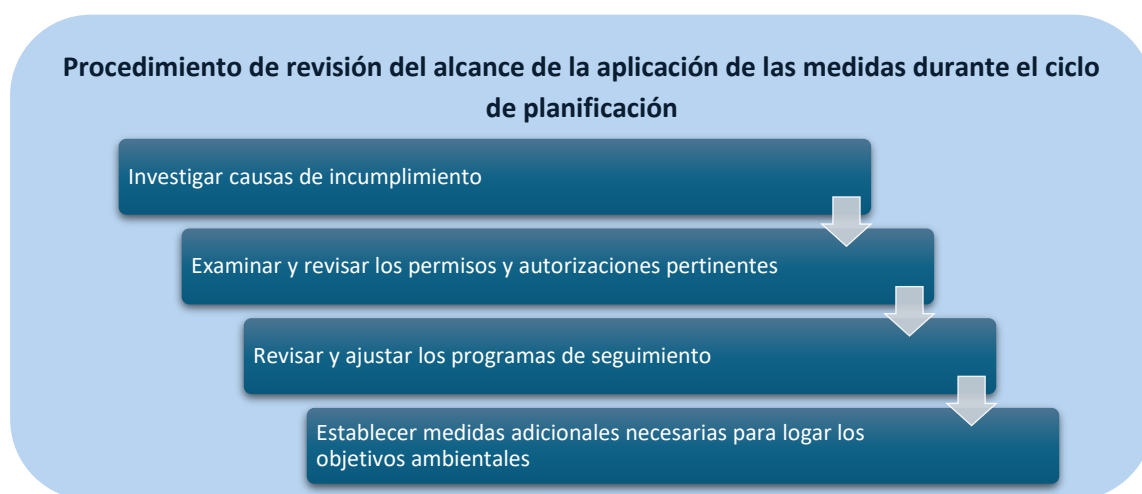 Procedimiento de revisión del alcance de la aplicación de las medidas durante el ciclo
de planificación
Investigar causas de incumplimiento
Examinar y revisar los permisos y autorizaciones pertinentes
Revisar y ajustar los programas de seguimiento
Establecer medidas adicionales necesarias para logar los
objetivos ambientales